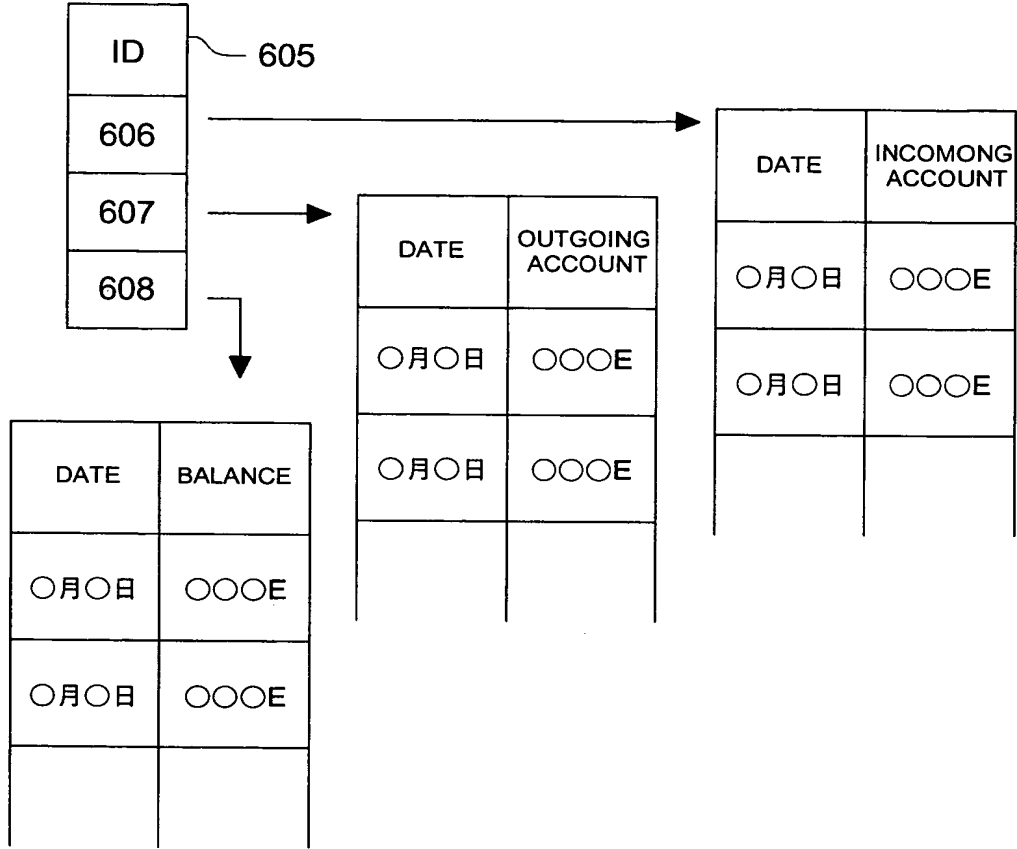 ID
605
606
607
608
DATE
INCOMONG
ACCOUNT
○月○日
○○○E
○月○日
○○○E
DATE
OUTGOING
ACCOUNT
○月○日
○○○E
○月○日
○○○E
DATE
BALANCE
○月○日
○○○E
○月○日
○○○E